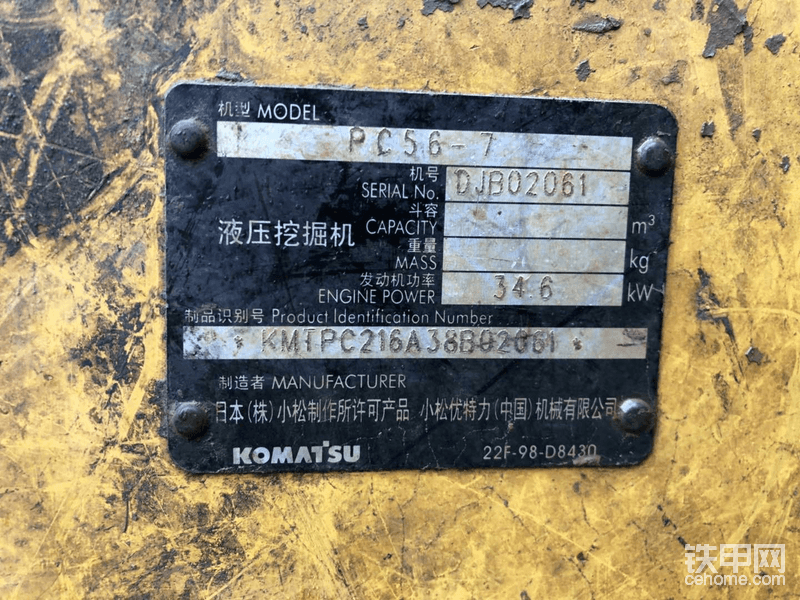 机型 MODEL
PC56-7
机号
SERIAL No. DJB02061
斗容
CAPACITY m³
液压挖掘机
重量
MASS kg
发动机功率
ENGINE POWER 34.6 kW
制品识别号 Product Identification Number
* KMTPC216A38B02061 *
制造者 MANUFACTURER
日本(株)小松制作所许可产品 小松优特力(中国)机械有限公司
KOMATSU 22F-98-D8430
铁甲网
cehome.com